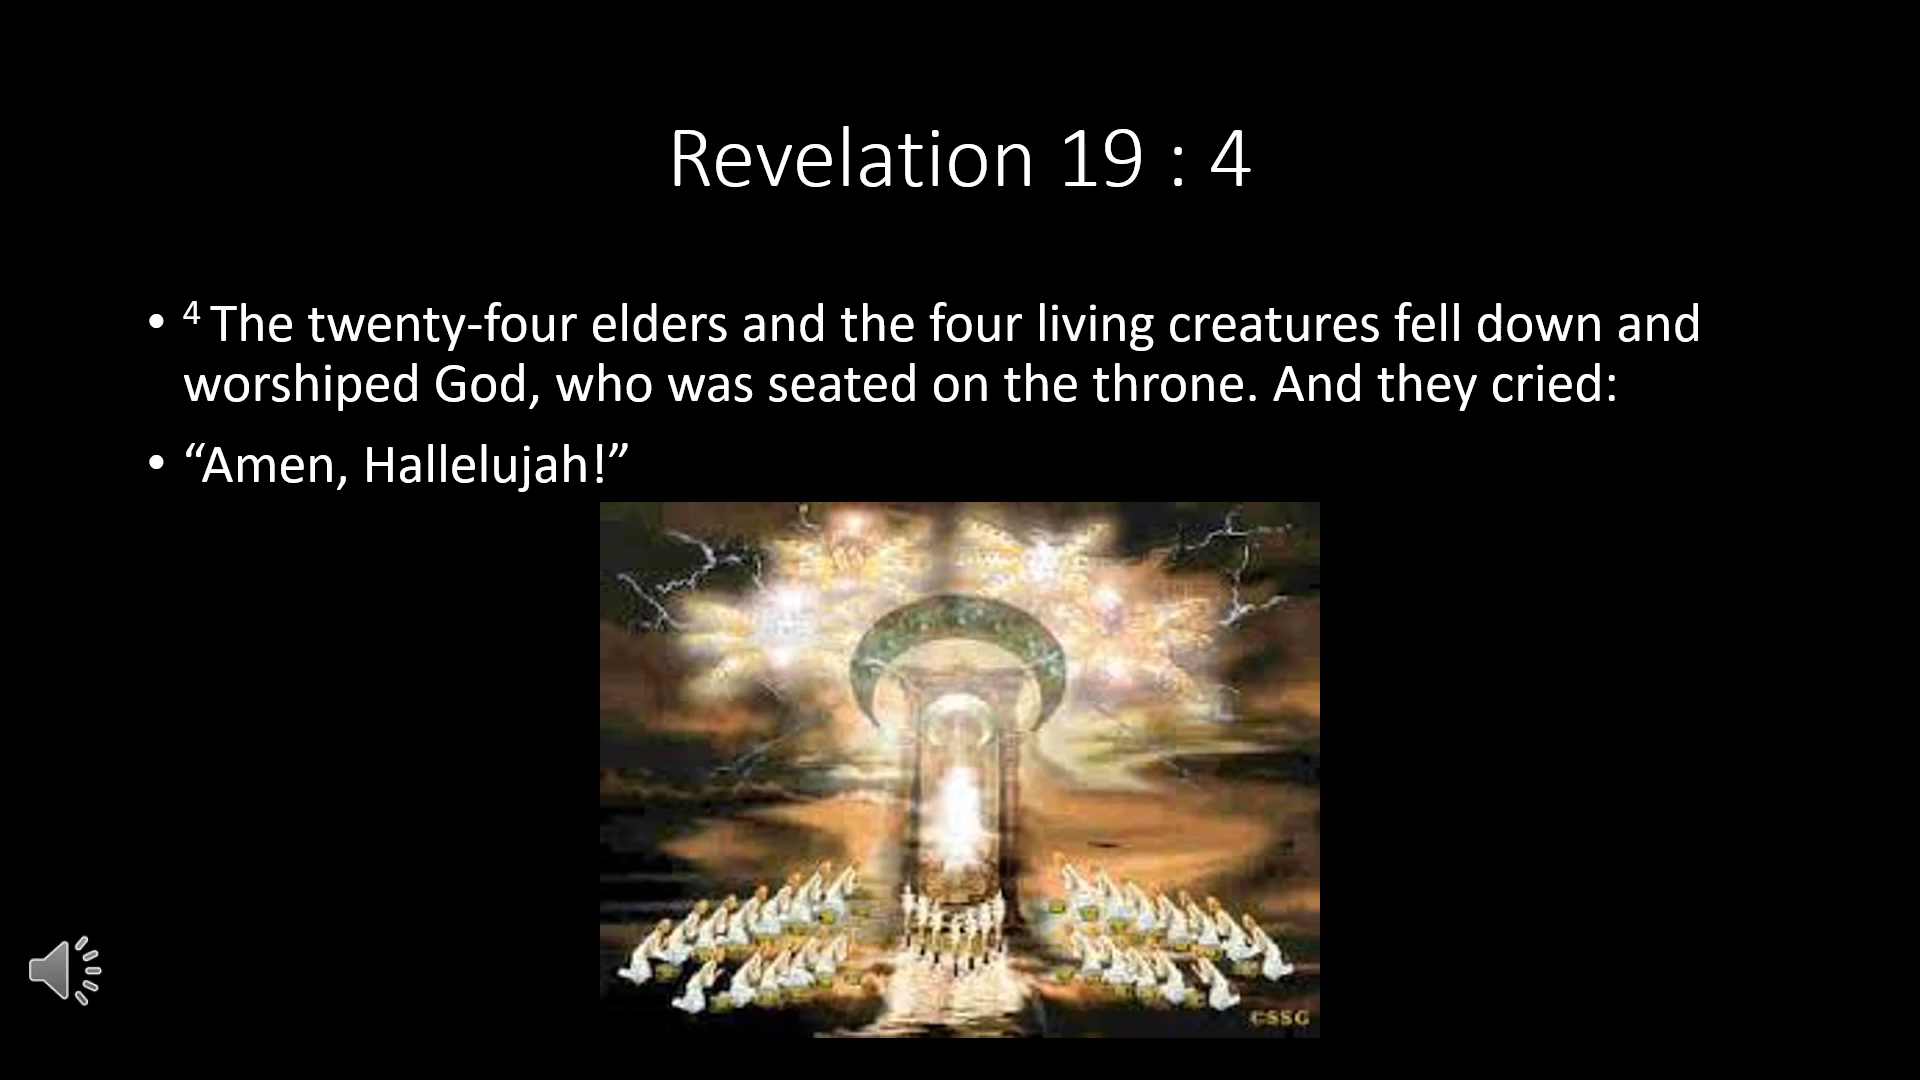 Revelation 19 : 4
• 4 The twenty-four elders and the four living creatures fell down and
worshiped God, who was seated on the throne. And they cried:
• “Amen, Hallelujah!”
©SSG